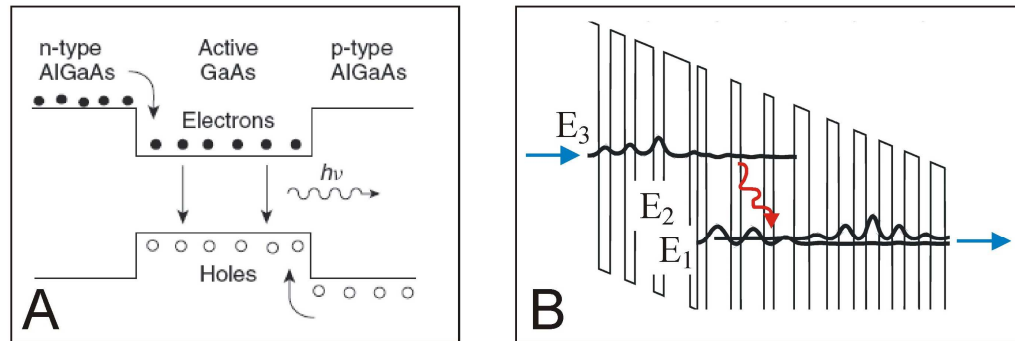 n-type
AlGaAs
Active
GaAs
p-type
AlGaAs
Electrons
hν
Holes
A
E3
E2
E1
B